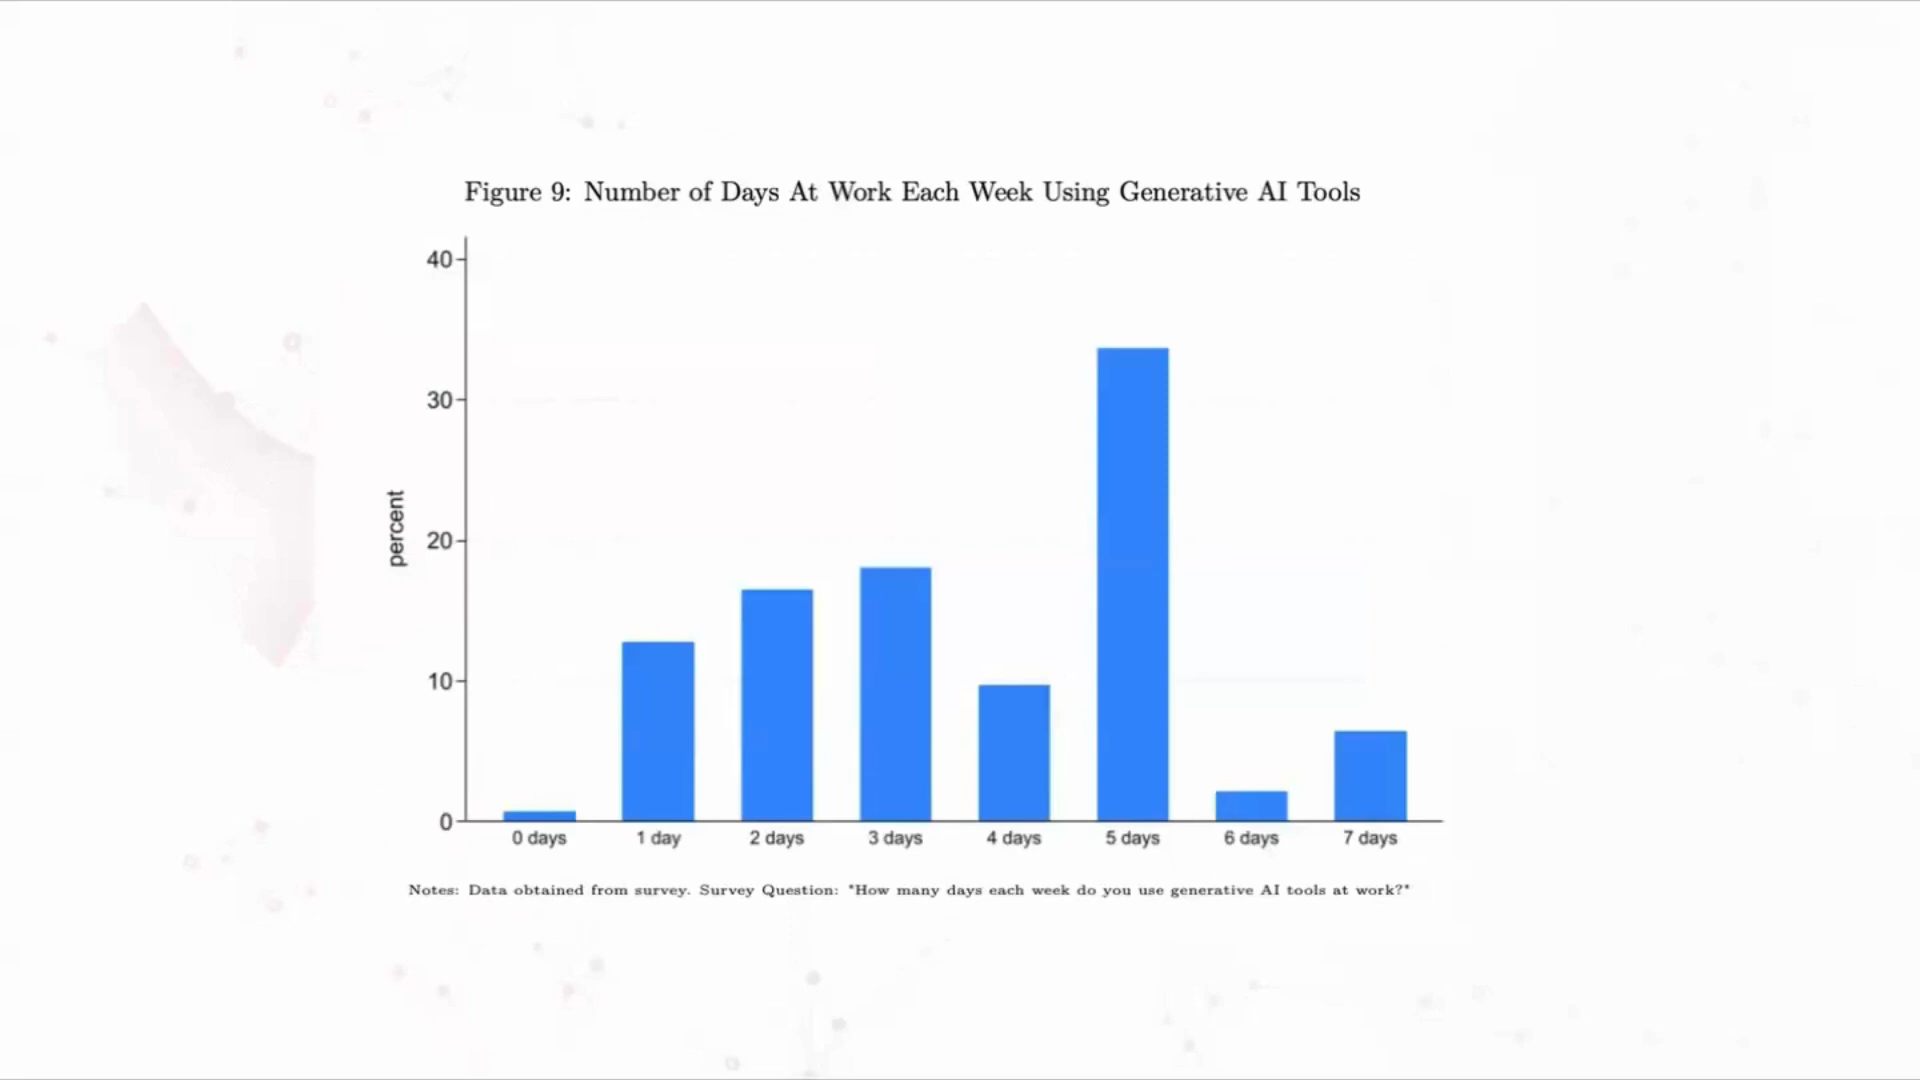 Figure 9: Number of Days At Work Each Week Using Generative AI Tools
40
30
20
10
0
percent
0 days
1 day
2 days
3 days
4 days
5 days
6 days
7 days
Notes: Data obtained from survey. Survey Question: "How many days each week do you use generative AI tools at work?"